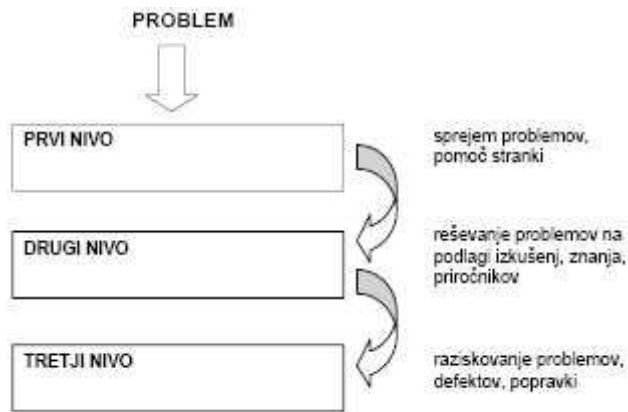 PROBLEM
PRVI NIVO
sprejem problemov,
pomoč stranki
DRUGI NIVO
reševanje problemov na
podlagi izkušenj, znanja,
priročnikov
TRETJI NIVO
raziskovanje problemov,
defektov, popravki